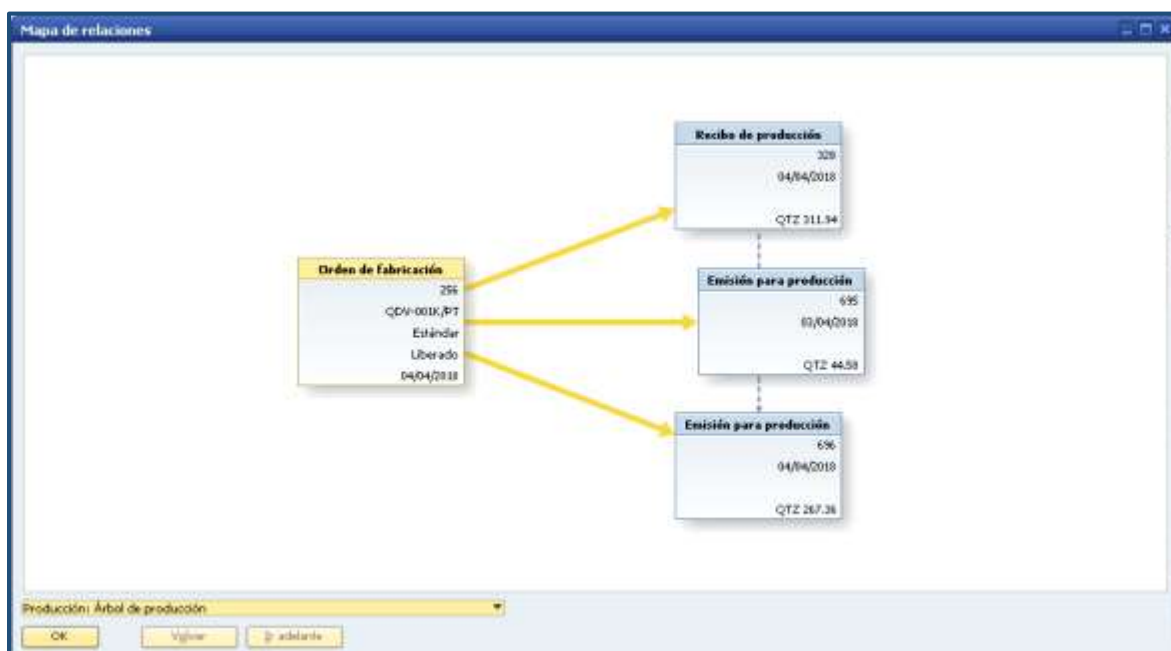 Mapa de relaciones
Recibo de producción
328
04/04/2018
QTZ 311.94
Orden de fabricación
256
QDV-001K/PT
Estándar
Liberado
04/04/2018
Emisión para producción
695
03/04/2018
QTZ 44.58
Emisión para producción
696
04/04/2018
QTZ 267.36
Producción: Árbol de producción
OK
Volver
Ir adelante